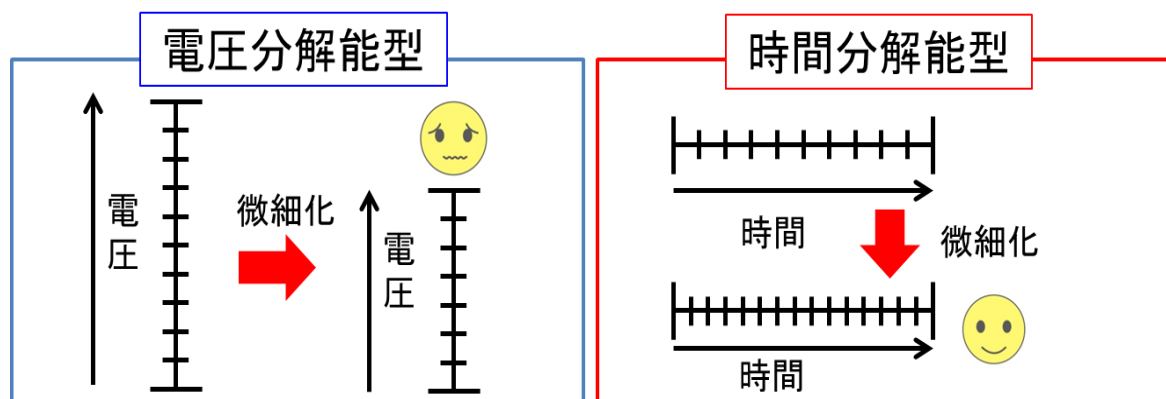 電圧分解能型
電圧
微細化
電圧
時間分解能型
時間
微細化
時間